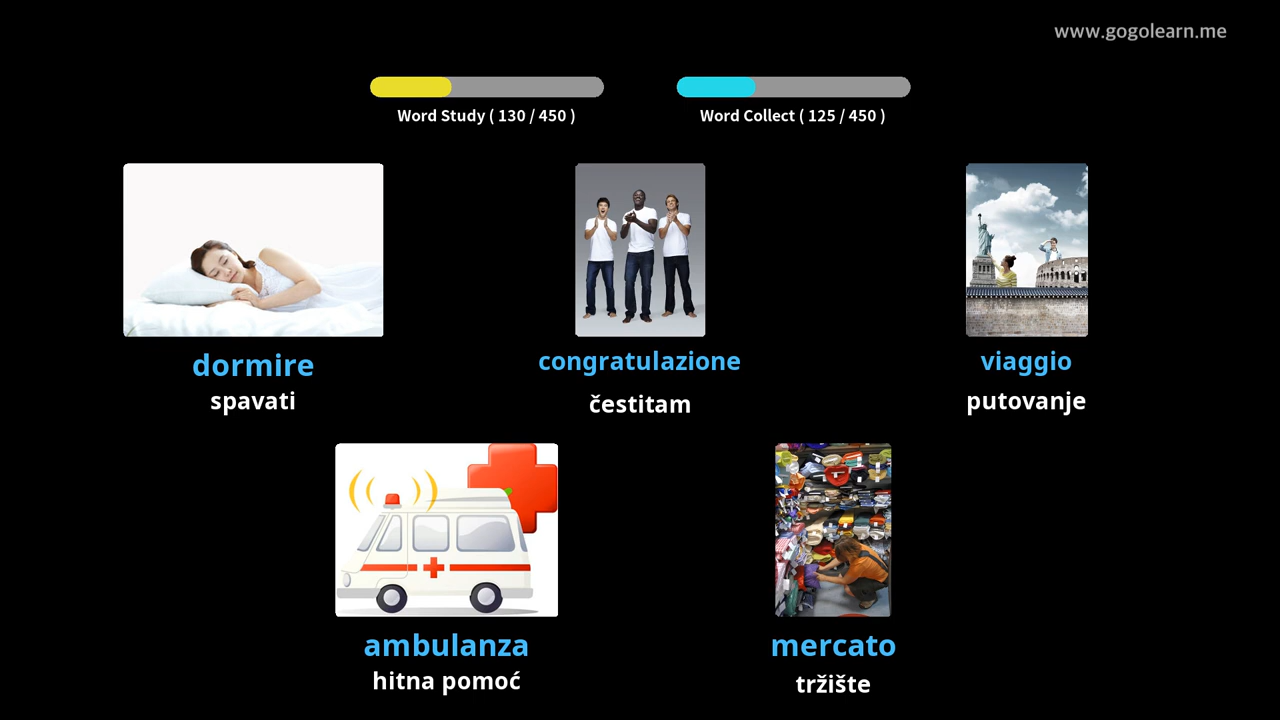 www.gogolearn.me
Word Study ( 130 / 450 )
Word Collect ( 125 / 450 )
dormire
spavati
congratulazione
čestitam
viaggio
putovanje
ambulanza
hitna pomoć
mercato
tržište